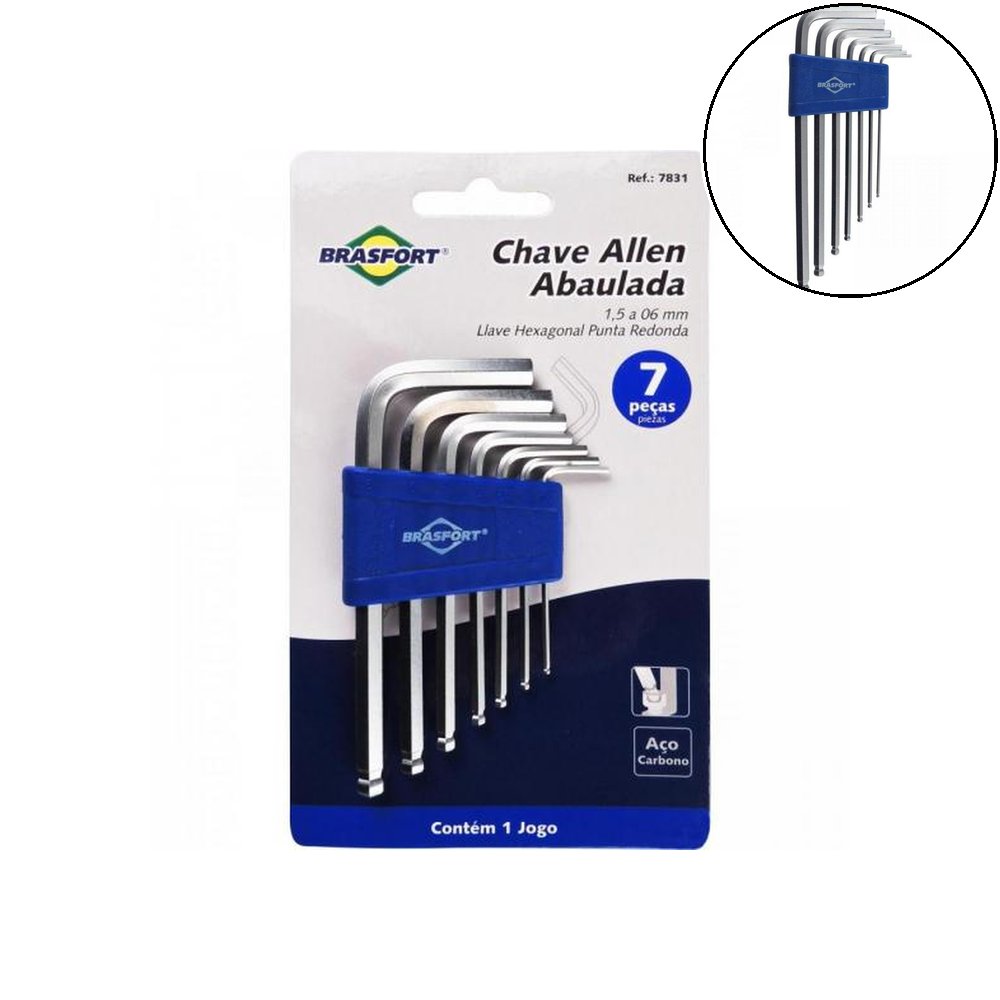 BRASFORT®
Ref.: 7831
BRASFORT®
Chave Allen
Abaulada
1,5 a 06 mm
Llave Hexagonal Punta Redonda
7
peças
piezas
BRASFORT®
Aço
Carbono
Contém 1 Jogo